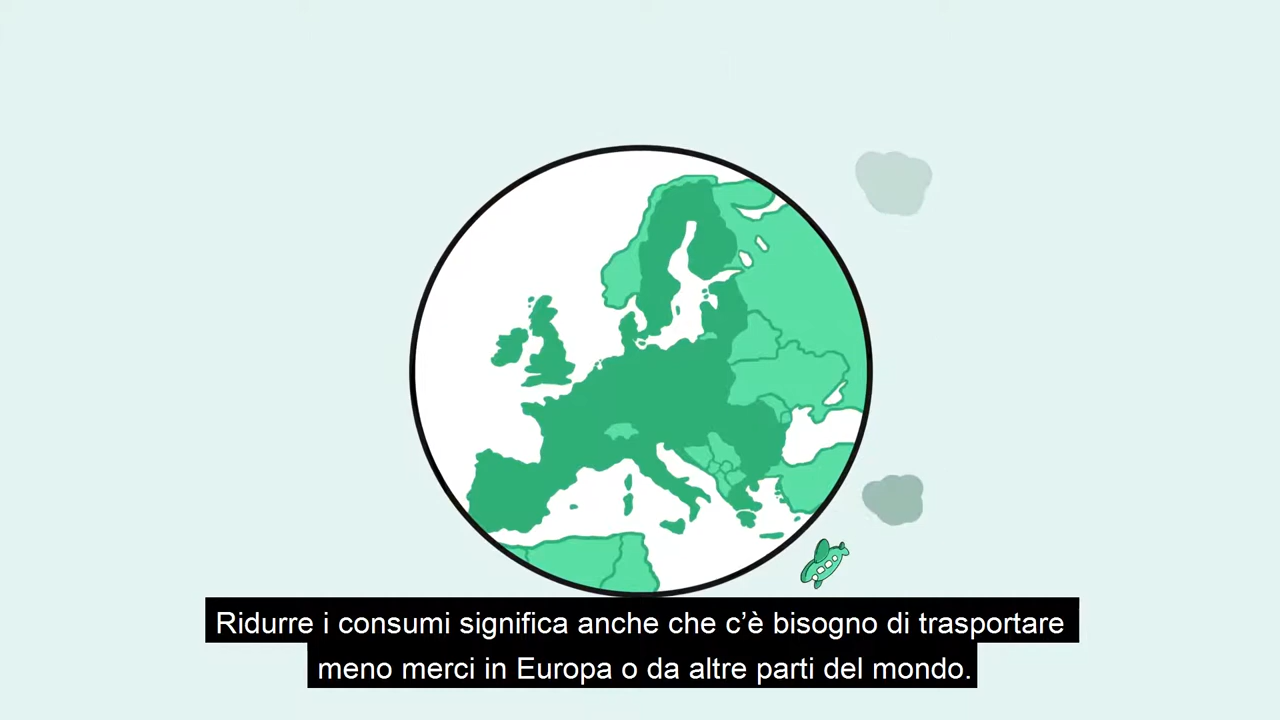 Ridurre i consumi significa anche che c’è bisogno di trasportare
meno merci in Europa o da altre parti del mondo.